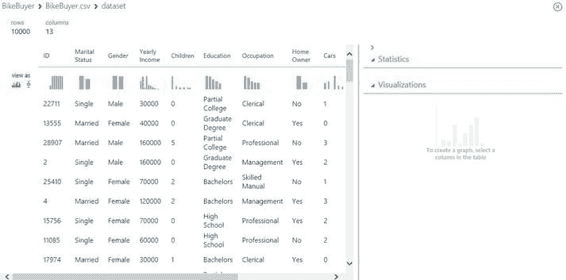 BikeBuyer > BikeBuyer.csv > dataset
rows columns
10000 13
ID Marital Status Gender Yearly Income Children Education Occupation Home Owner Cars
view as
22711 Single Male 30000 0 Partial College Clerical No 1
13555 Married Female 40000 0 Graduate Degree Clerical Yes 0
28907 Married Male 160000 5 Partial College Professional No 3
2 Single Male 160000 0 Graduate Degree Management Yes 2
25410 Single Female 70000 2 Bachelors Skilled Manual No 1
4 Married Female 120000 2 Bachelors Management Yes 3
15756 Single Female 70000 0 High School Professional Yes 2
11085 Single Female 60000 0 High School Professional No 2
17974 Married Female 30000 1 Bachelors Clerical Yes 0
Statistics
Visualizations
To create a graph, select a
column in the table